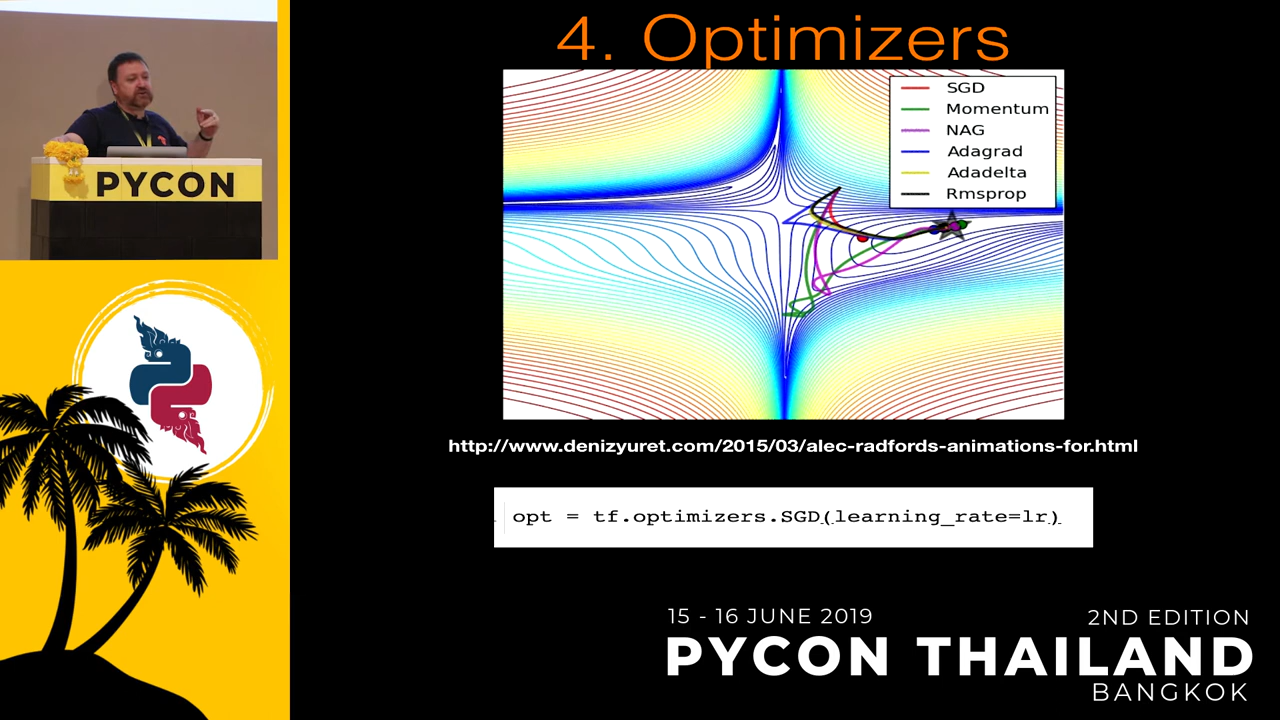 4. Optimizers
SGD
Momentum
NAG
Adagrad
Adadelta
Rmsprop
PYCON
http://www.denizyuret.com/2015/03/alec-radfords-animations-for.html
opt = tf.optimizers.SGD(learning_rate=lr)
15 - 16 JUNE 2019
2ND EDITION
PYCON THAILAND
BANGKOK